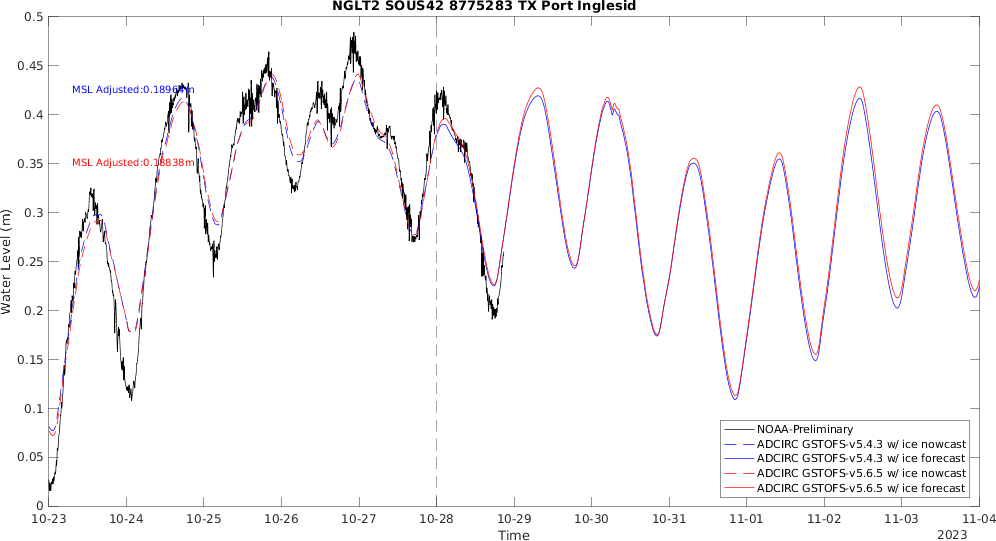 NGLT2 SOUS42 8775283 TX Port Inglesid
0.5
0.45
0.4
0.35
0.3
0.25
0.2
0.15
0.1
0.05
0
Water Level (m)
MSL Adjusted:0.1896 m
MSL Adjusted:0.18838m
NOAA-Preliminary
ADCIRC GSTOFS-v5.4.3 w/ ice nowcast
ADCIRC GSTOFS-v5.4.3 w/ ice forecast
ADCIRC GSTOFS-v5.6.5 w/ ice nowcast
ADCIRC GSTOFS-v5.6.5 w/ ice forecast
10-23 10-24 10-25 10-26 10-27 10-28 10-29 10-30 10-31 11-01 11-02 11-03 11-04
Time
2023